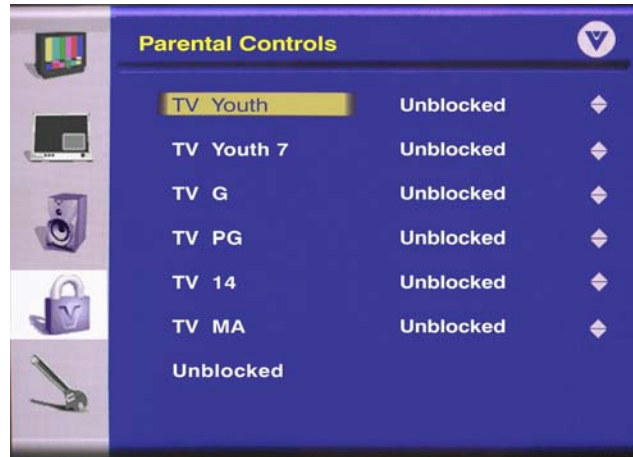 Parental Controls
V
TV Youth Unblocked
TV Youth 7 Unblocked
TV G Unblocked
TV PG Unblocked
TV 14 Unblocked
TV MA Unblocked
Unblocked
V